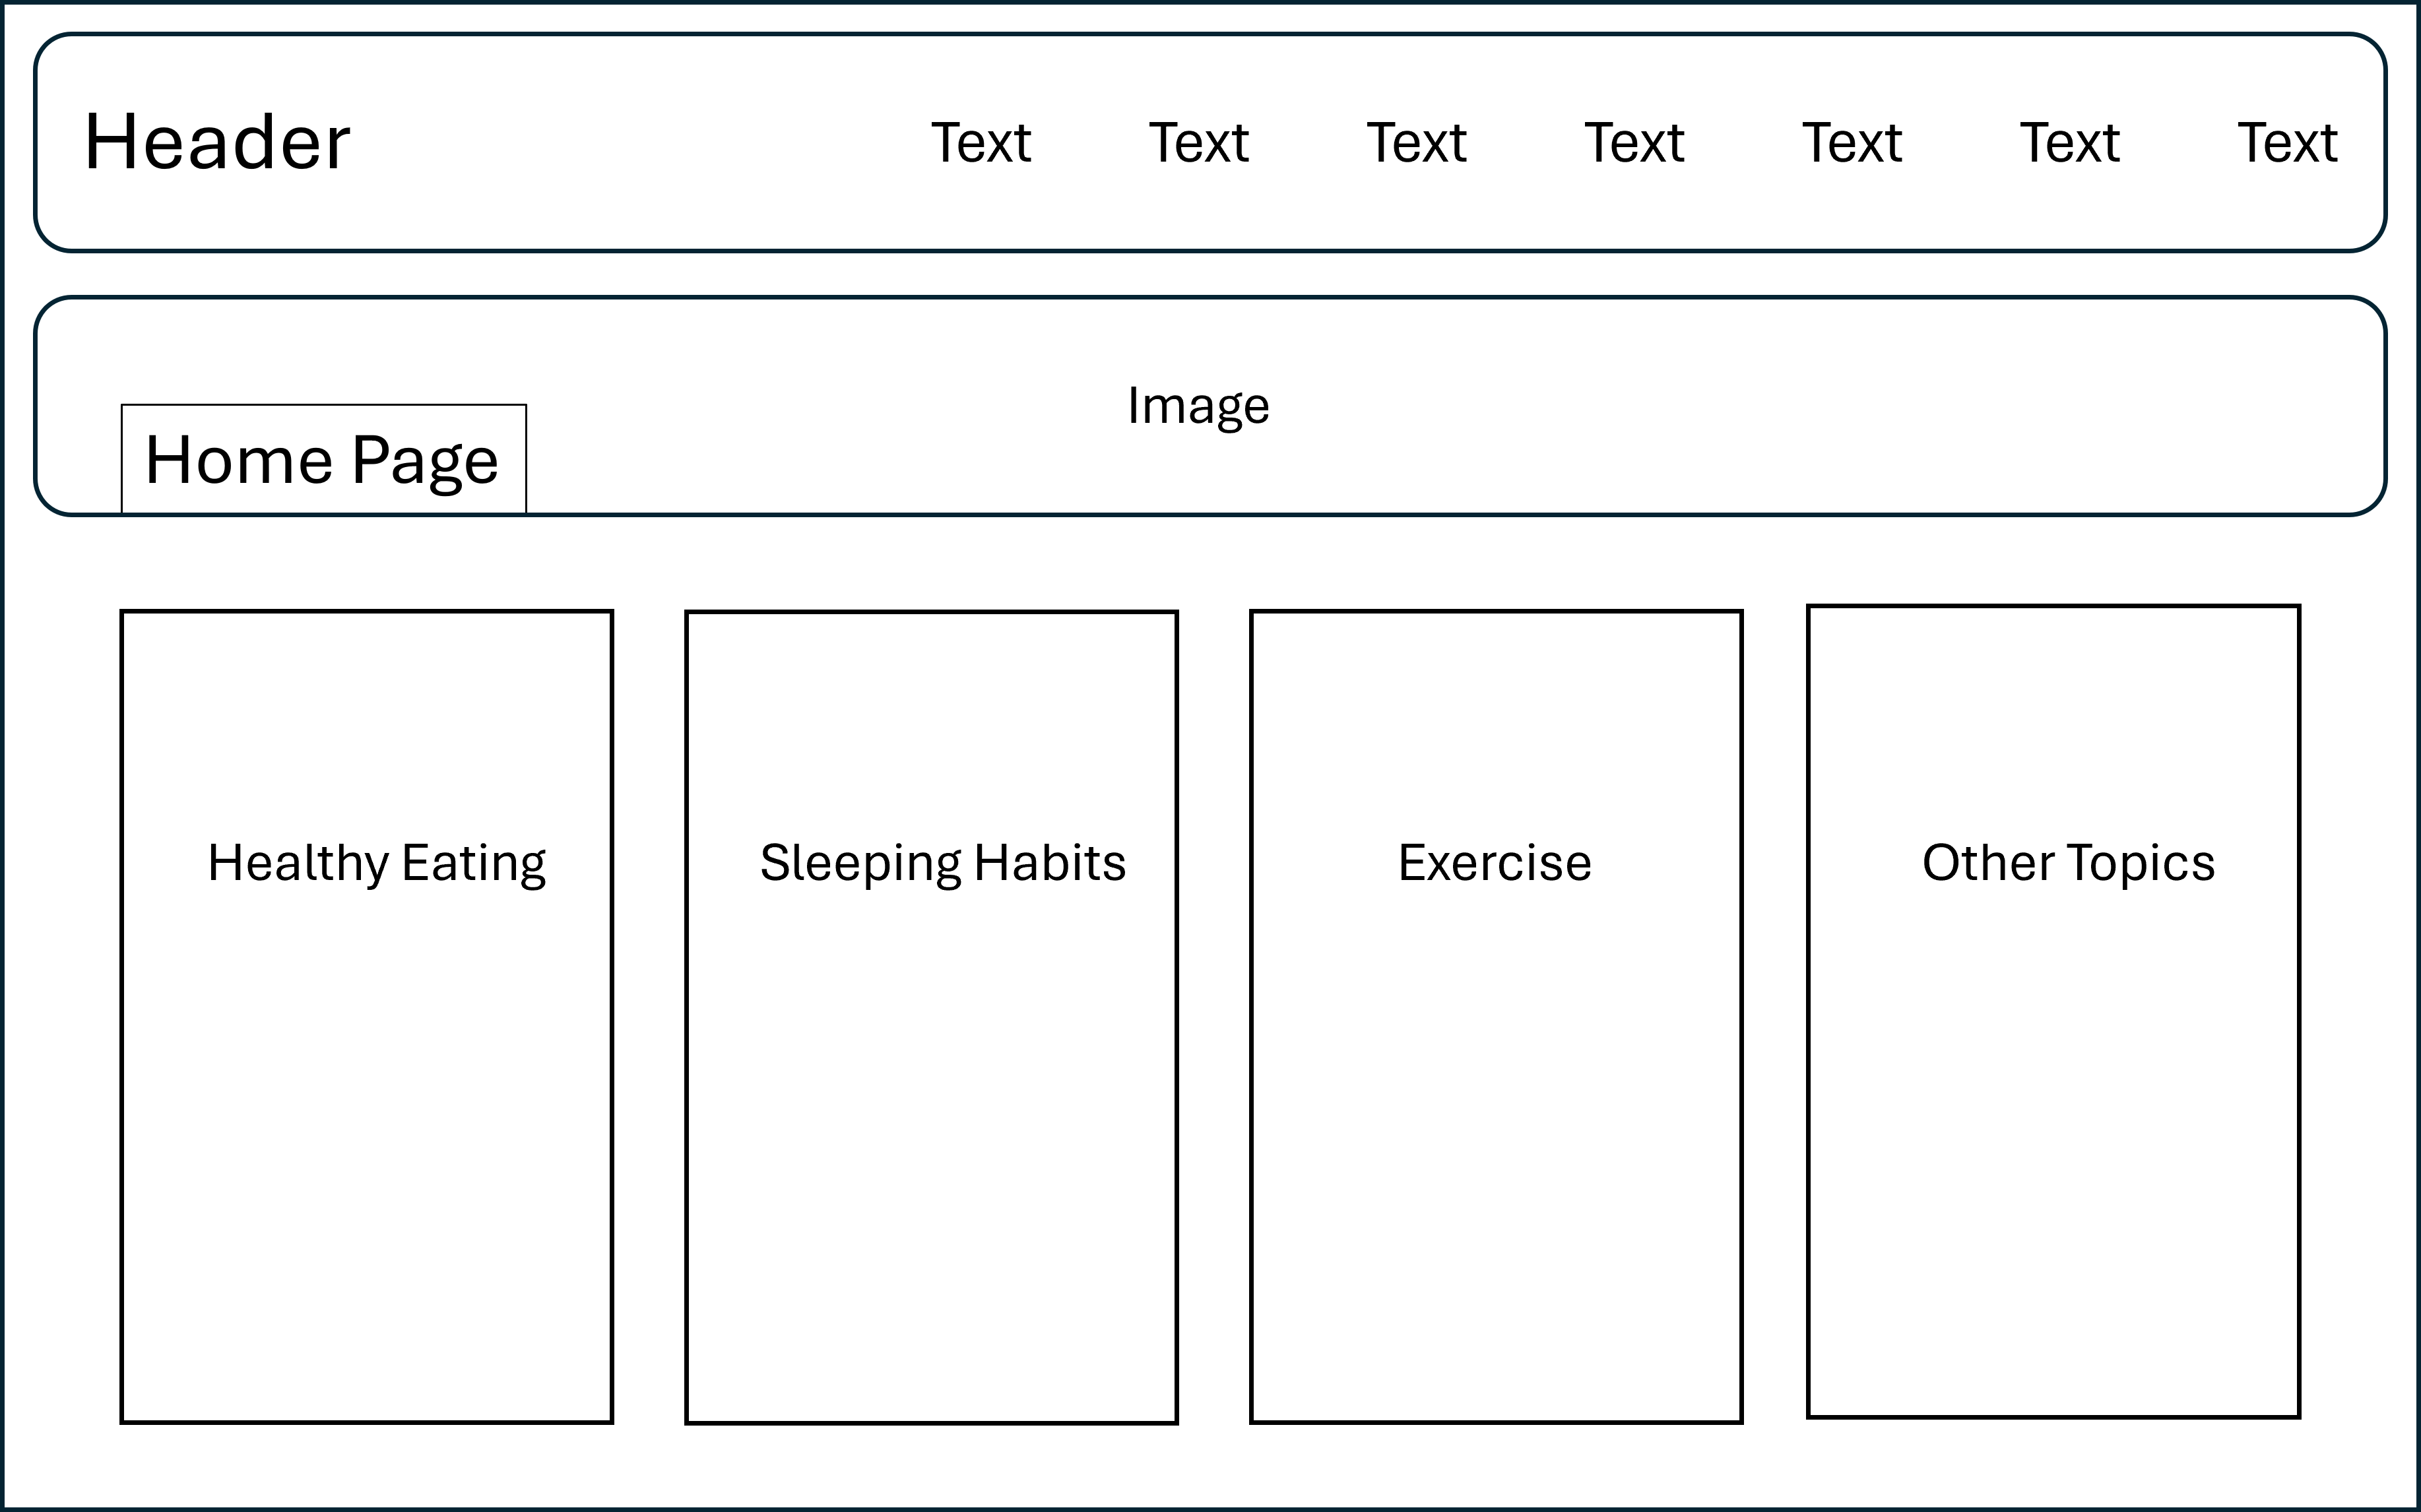 Header Text Text Text Text Text Text Text
Image
Home Page
Healthy Eating Sleeping Habits Exercise Other Topics